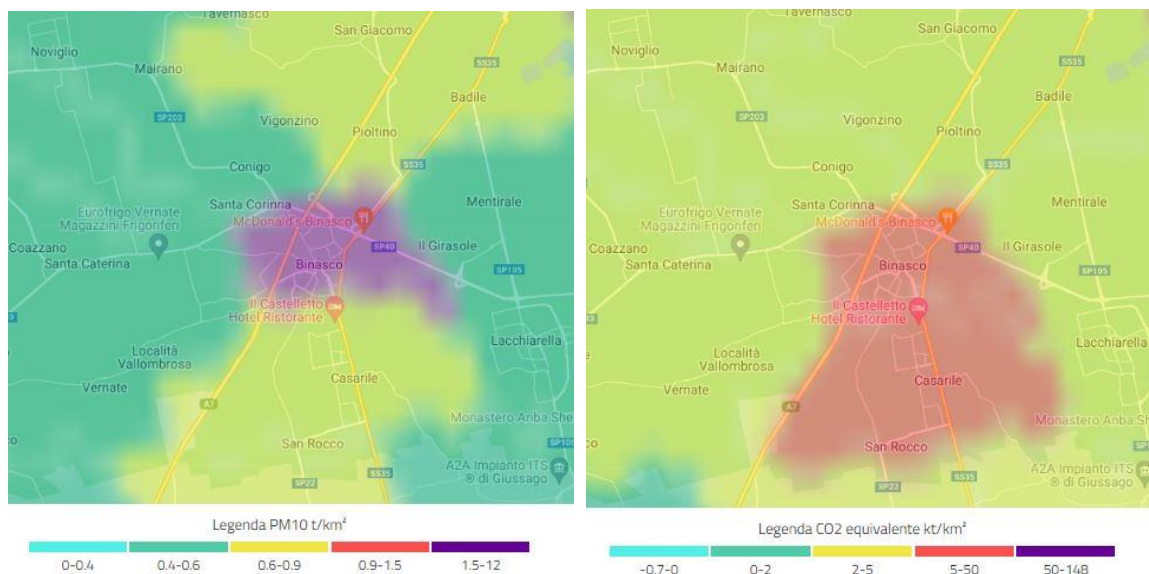 Tavernasco
San Giacomo
Noviglio
SS35
Mairano
Badile
SP203
Vigonzino
Pioltino
Conigo
SS35
Santa Corinna
Mentirale
McDonald's Binasco
Eurofrigo Vernate
Magazzini Frigoriferi
Coazzano
SP40
Il Girasole
Santa Caterina
Binasco
SP105
Il Castelletto
Hotel Ristorante
Lacchiarella
Località
Vallombrosa
Vernate
Casarile
A7
Monastero Anba She
San Rocco
SP105
A2A Impianto ITS
® di Giussago
SS35
SP22
Legenda PM10 t/km²
0-0.4 0.4-0.6 0.6-0.9 0.9-1.5 1.5-12
Tavernasco
San Giacomo
Noviglio
SS35
Mairano
Badile
SP203
Vigonzino
Pioltino
Conigo
SS35
Santa Corinna
Mentirale
McDonald's Binasco
Eurofrigo Vernate
Magazzini Frigoriferi
Coazzano
SP40
Il Girasole
Santa Caterina
Binasco
SP105
Il Castelletto
Hotel Ristorante
Lacchiarella
Località
Vallombrosa
Vernate
Casarile
A7
Monastero Anba She
San Rocco
A2A Impianto ITS
® di Giussago
SS35
SP22
Legenda CO2 equivalente kt/km²
-0.7-0 0-2 2-5 5-50 50-148